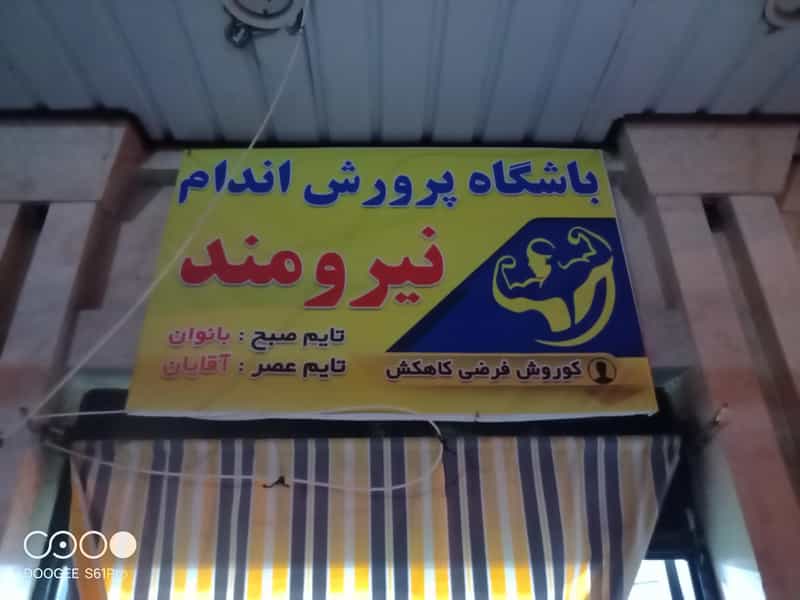 باشگاه پرورش اندام
نیرومند
تایم صبح : بانوان
تایم عصر : آقایان
کوروش فرضی کاهکش
DOOGEE S61Pro